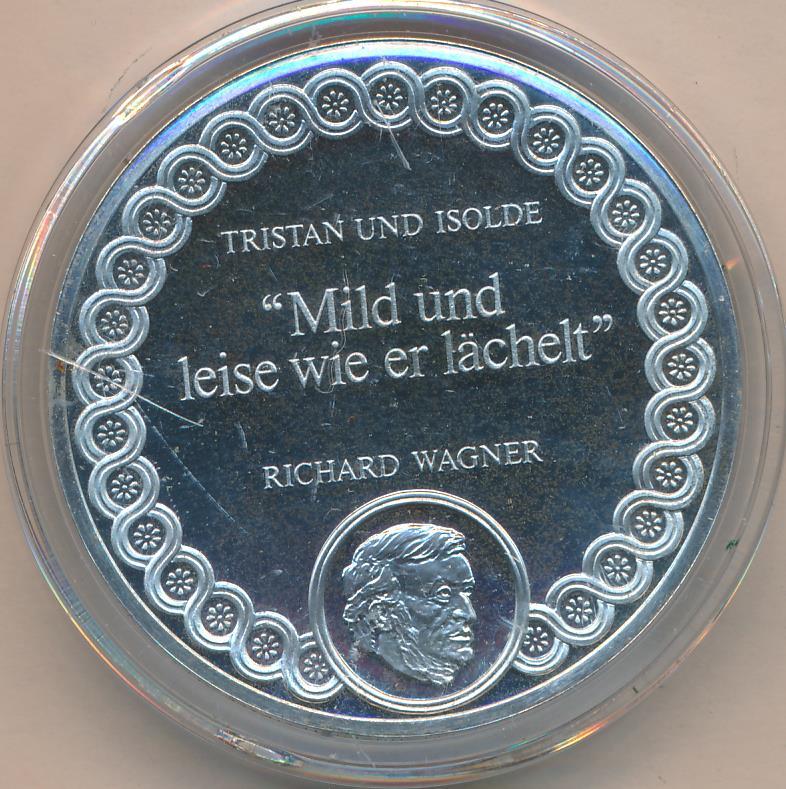 TRISTAN UND ISOLDE
“Mild und
leise wie er lächelt”
RICHARD WAGNER